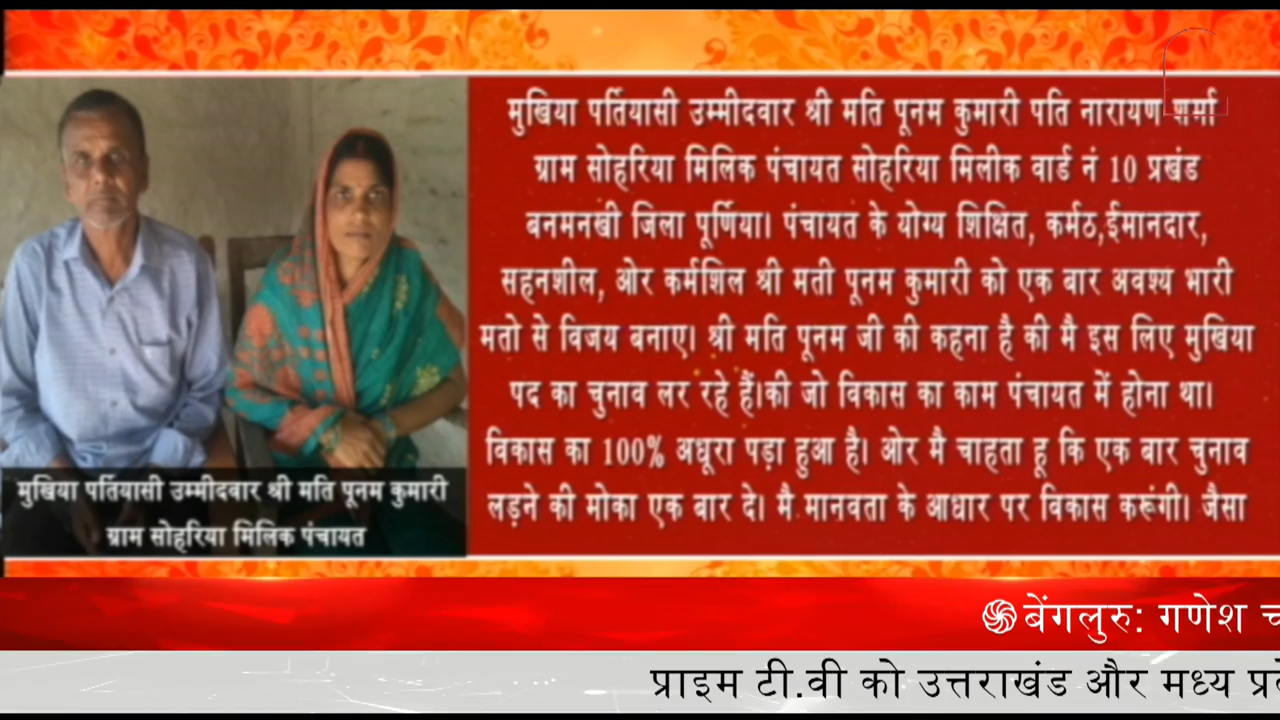 मुखिया पर्तियासी उम्मीदवार श्री मति पूनम कुमारी पति नारायण शर्मा
ग्राम सोहरिया मिलिक पंचायत सोहरिया मिलीक वार्ड नं 10 प्रखंड
बनमनखी जिला पूर्णिया। पंचायत के योग्य शिक्षित, कर्मठ,ईमानदार,
सहनशील, ओर कर्मशिल श्री मती पूनम कुमारी को एक बार अवश्य भारी
मतो से विजय बनाए। श्री मति पूनम जी की कहना है की मै इस लिए मुखिया
पद का चुनाव लर रहे हैं।की जो विकास का काम पंचायत में होना था।
विकास का 100% अधूरा पड़ा हुआ है। ओर मै चाहता हू कि एक बार चुनाव
लड़ने की मोका एक बार दे। मै मानवता के आधार पर विकास करूंगी। जैसा
मुखिया पर्तियासी उम्मीदवार श्री मति पूनम कुमारी
ग्राम सोहरिया मिलिक पंचायत
बेंगलुरु: गणेश
प्राइम टी.वी को उत्तराखंड और मध्य